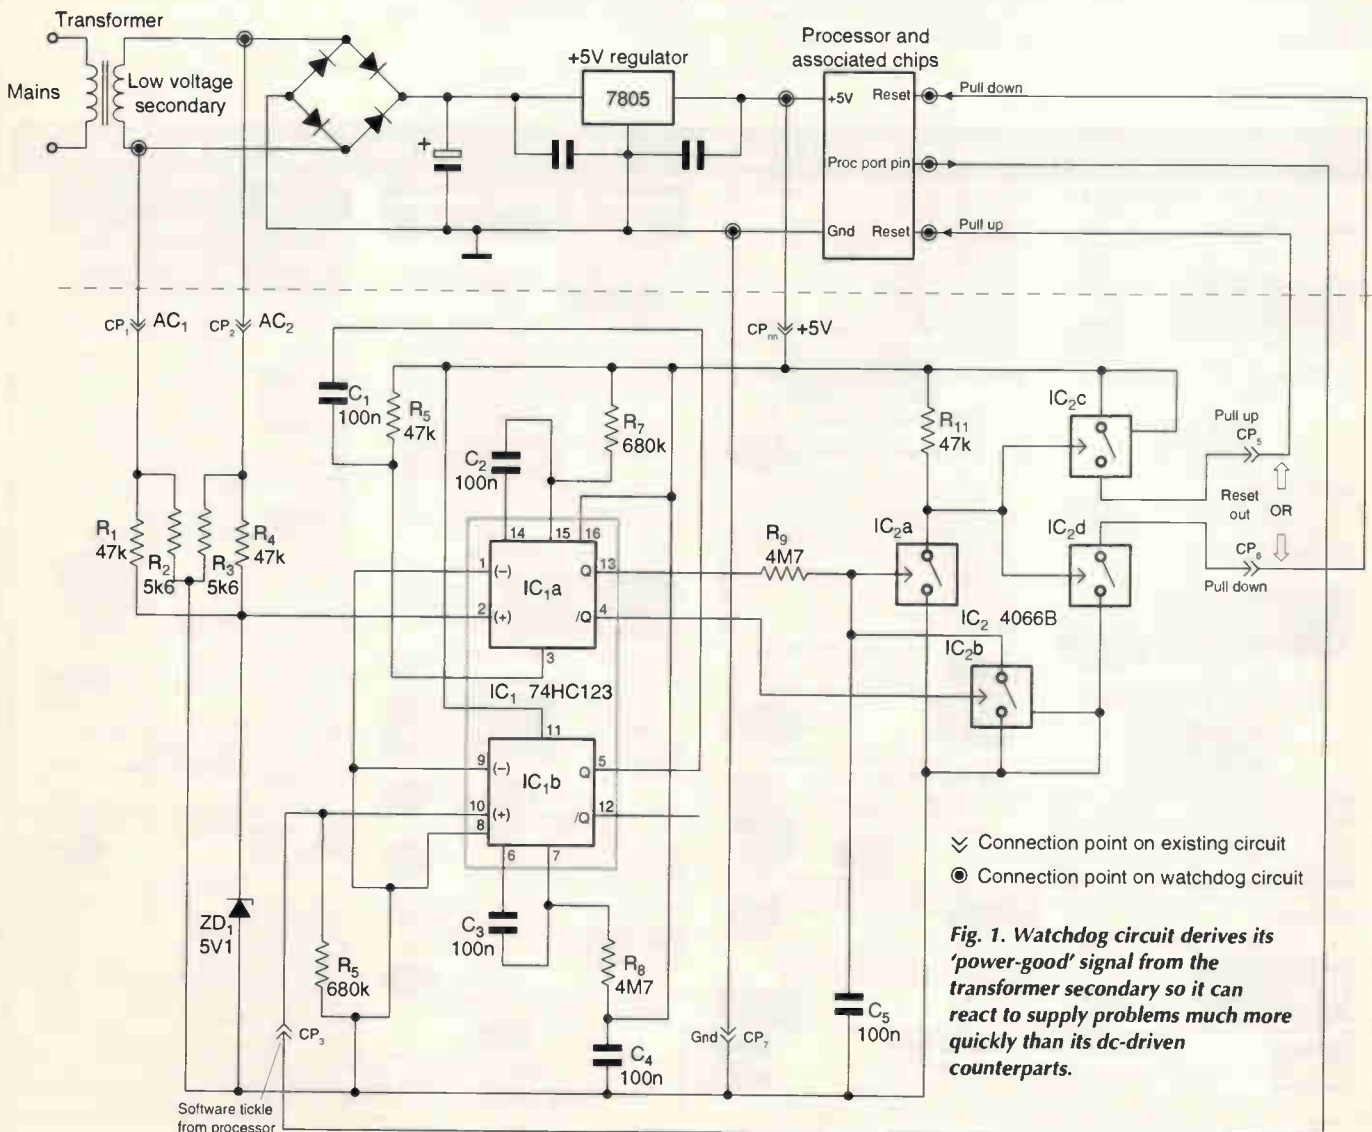 Transformer
Mains
Low voltage
secondary
+5V regulator
7805
+
Processor and
associated chips
+5V
Reset
Pull down
Proc port pin
Gnd
Reset
Pull up
CP1
AC1
CP2
AC2
CPnn
+5V
C1
100n
R5
47k
C2
100n
R7
680k
R11
47k
IC2c
Pull up
CP5
Reset
out
OR
CP6
Pull down
R1
47k
R2
5k6
R3
5k6
R4
47k
14
15
16
1
(-)
IC1a
Q
13
2
(+)
/Q
4
3
R9
4M7
IC2a
IC2d
IC2 4066B
IC2b
IC1 74HC123
11
9
(-)
IC1b
Q
5
10
(+)
/Q
12
8
6
7
ZD1
5V1
R5
680k
C3
100n
R8
4M7
C4
100n
C5
100n
CP3
Gnd
CP7
Software tickle
from processor
Connection point on existing circuit
Connection point on watchdog circuit
Fig. 1. Watchdog circuit derives its
'power-good' signal from the
transformer secondary so it can
react to supply problems much more
quickly than its dc-driven
counterparts.